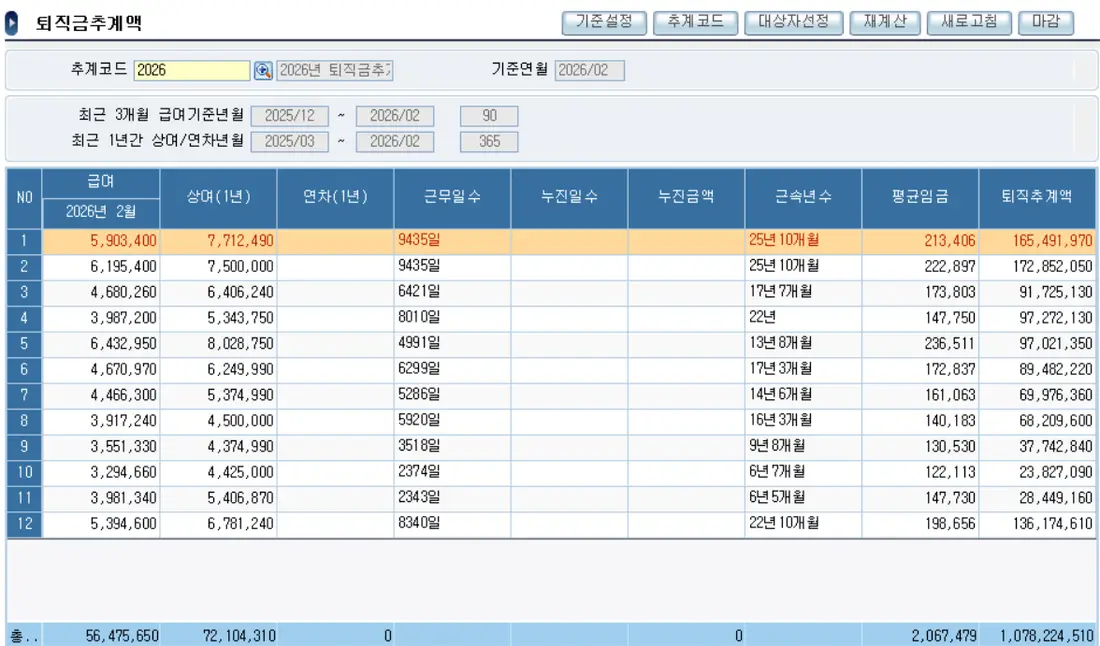 퇴직금추계액 기준설정 추계코드 대상자선정 재계산 새로고침 마감
추계코드 2026 2026년 퇴직금추 기준연월 2026/02
최근 3개월 급여기준년월 2025/12 ~ 2026/02 90
최근 1년간 상여/연차년월 2025/03 ~ 2026/02 365
NO 급여 상여(1년) 연차(1년) 근무일수 누진일수 누진금액 근속년수 평균임금 퇴직추계액
2026년 2월
1 5,903,400 7,712,490 9435일 25년 10개월 213,406 165,491,970
2 6,195,400 7,500,000 9435일 25년 10개월 222,897 172,852,050
3 4,680,260 6,406,240 6421일 17년 7개월 173,803 91,725,130
4 3,987,200 5,343,750 8010일 22년 147,750 97,272,130
5 6,432,950 8,028,750 4991일 13년 8개월 236,511 97,021,350
6 4,670,970 6,249,990 6299일 17년 3개월 172,837 89,482,220
7 4,466,300 5,374,990 5286일 14년 6개월 161,063 69,976,360
8 3,917,240 4,500,000 5920일 16년 3개월 140,183 68,209,600
9 3,551,330 4,374,990 3518일 9년 8개월 130,530 37,742,840
10 3,294,660 4,425,000 2374일 6년 7개월 122,113 23,827,090
11 3,981,340 5,406,870 2343일 6년 5개월 147,730 28,449,160
12 5,394,600 6,781,240 8340일 22년 10개월 198,656 136,174,610
총.. 56,475,650 72,104,310 0 0 2,067,479 1,078,224,510